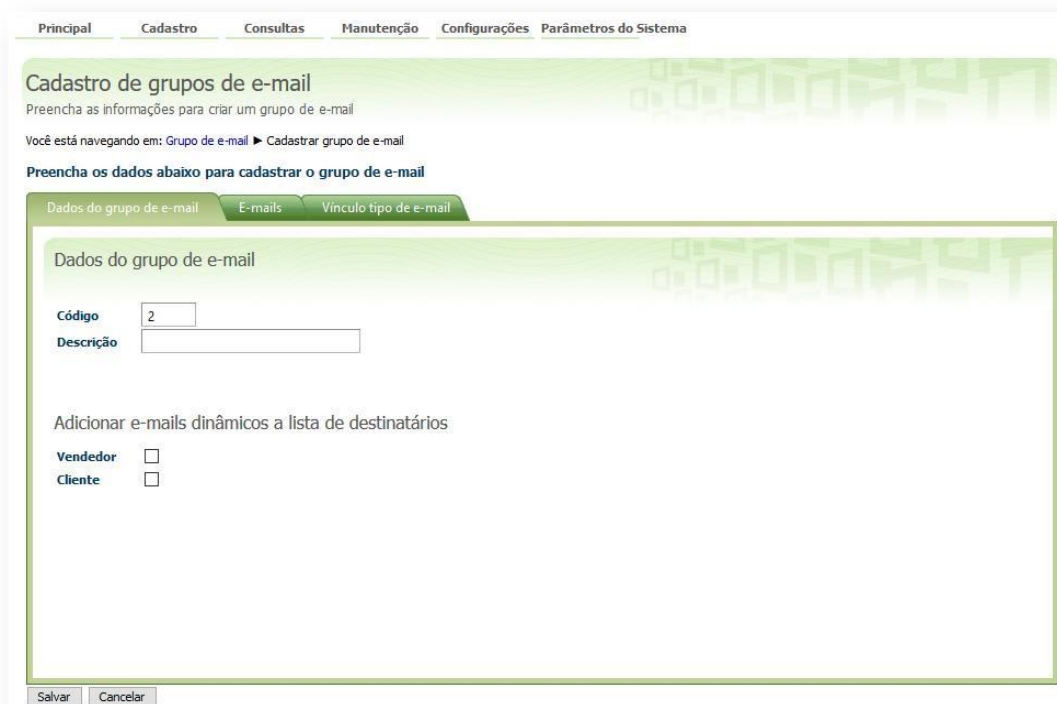 Principal Cadastro Consultas Manutenção Configurações Parâmetros do Sistema
Cadastro de grupos de e-mail
Preencha as informações para criar um grupo de e-mail
Você está navegando em: Grupo de e-mail ► Cadastrar grupo de e-mail
Preencha os dados abaixo para cadastrar o grupo de e-mail
Dados do grupo de e-mail E-mails Vínculo tipo de e-mail
Dados do grupo de e-mail
Código 2
Descrição
Adicionar e-mails dinâmicos a lista de destinatários
Vendedor
Cliente
Salvar Cancelar